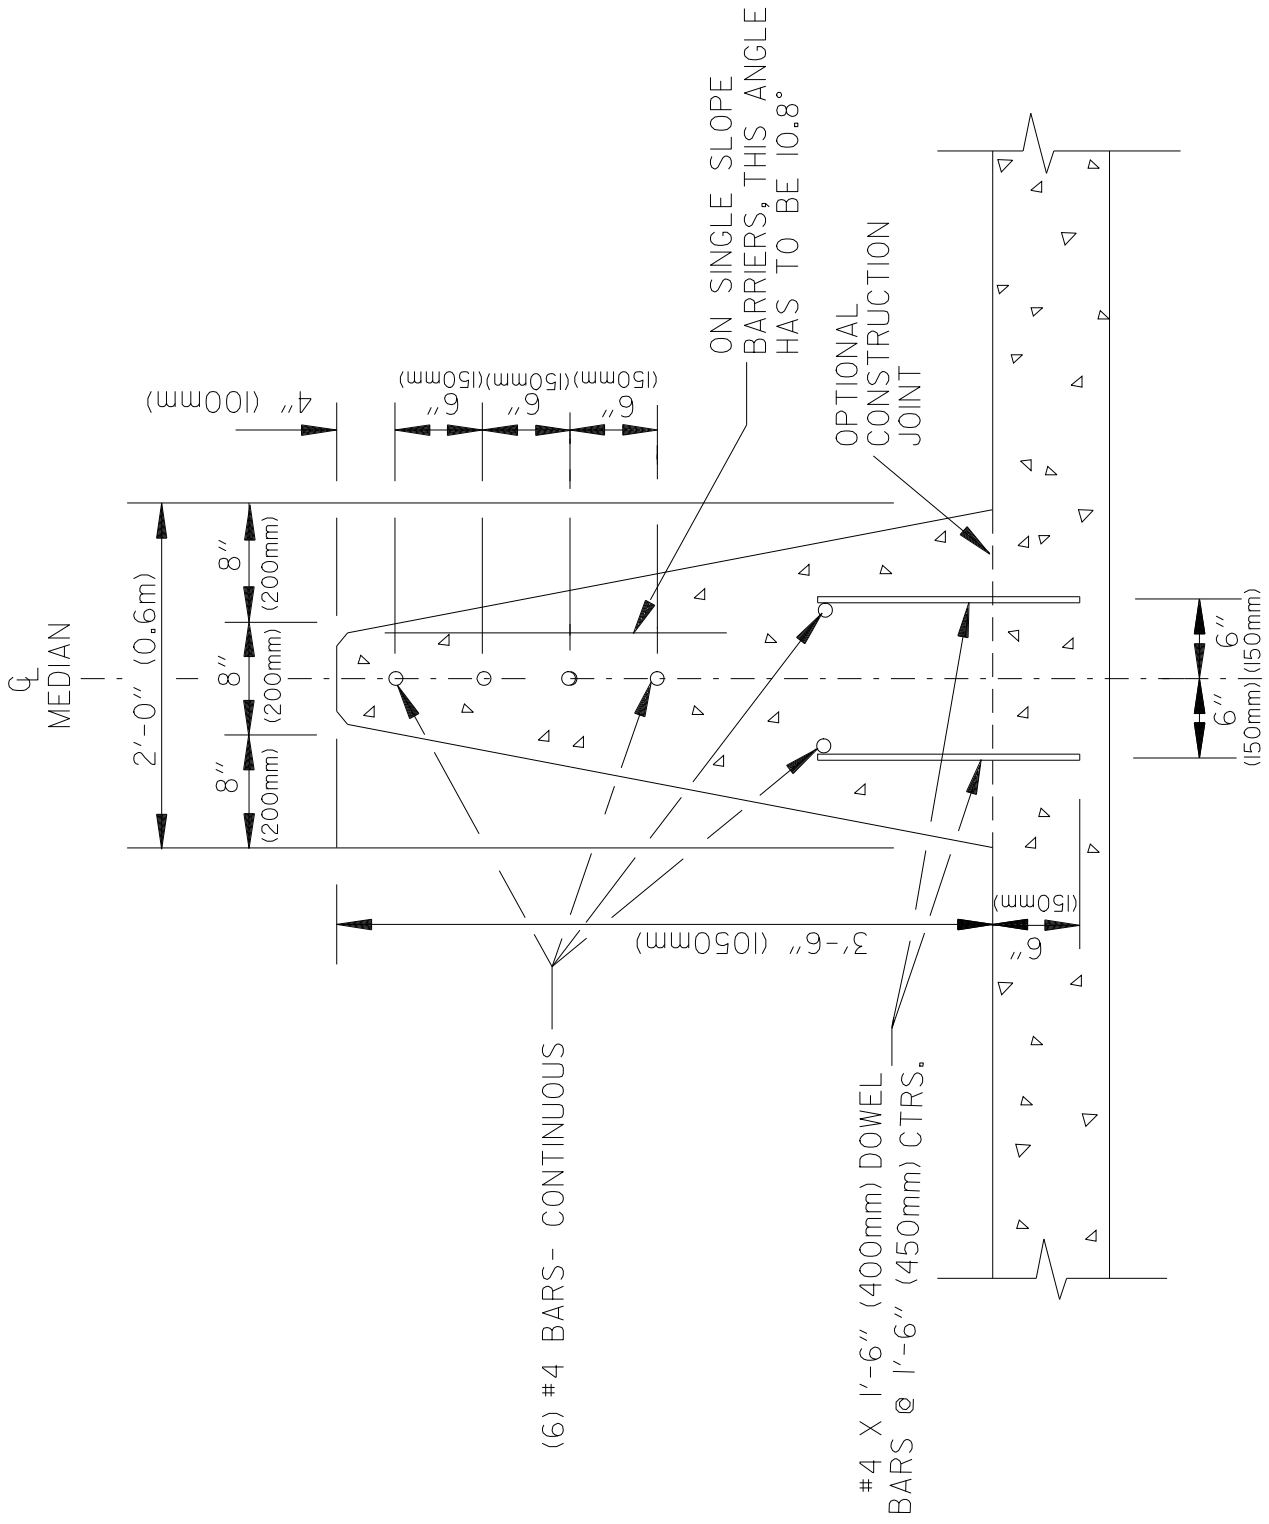 ℄
MEDIAN
2'-0" (0.6m)
8"
(200mm)
8"
(200mm)
8"
(200mm)
4"
(100mm)
6"
(150mm)
6"
(150mm)
6"
(150mm)
ON SINGLE SLOPE
BARRIERS, THIS ANGLE
HAS TO BE 10.8°
OPTIONAL
CONSTRUCTION
JOINT
3'-6" (1050mm)
6"
(150mm)
6"
(150mm)
6"
(150mm)
(6) #4 BARS- CONTINUOUS
#4 X 1'-6" (400mm) DOWEL
BARS @ 1'-6" (450mm) CTRS.